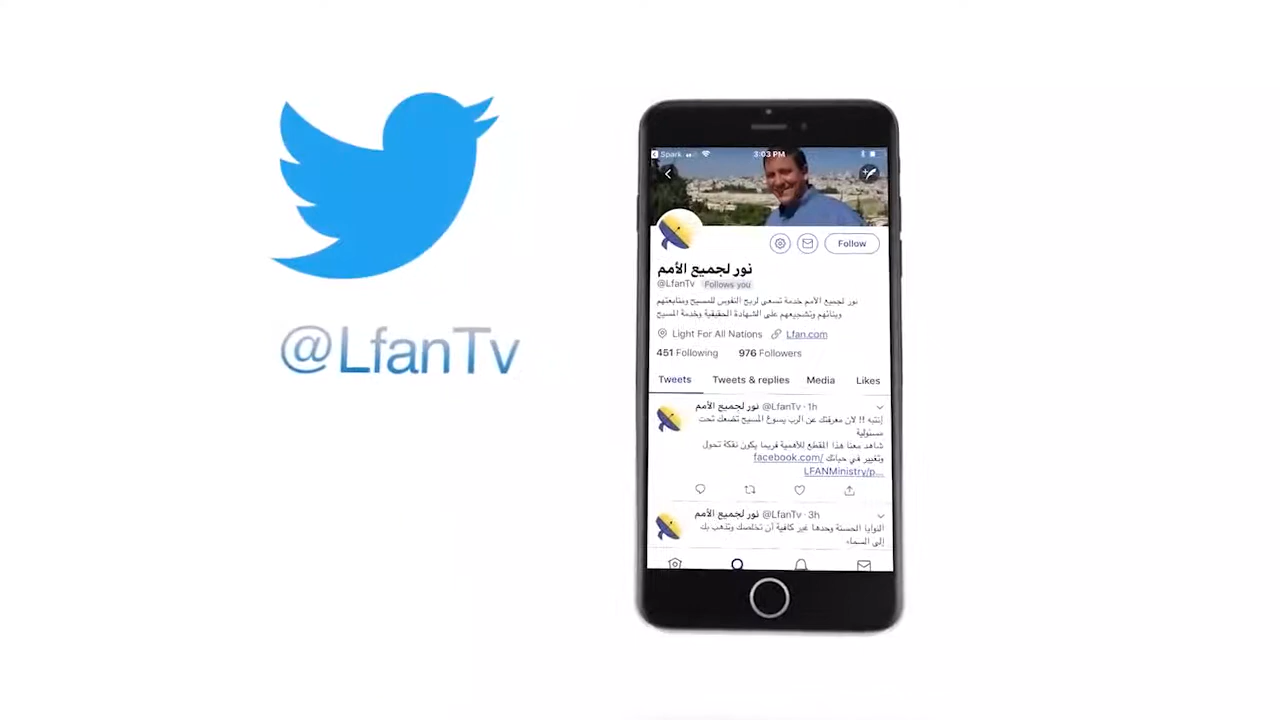 @LfanTv
Spark
3:03 PM
Follow
نور لجميع الأمم
@LfanTv Follows you
نور لجميع الأمم خدمة تسعى لربح النفوس للمسيح ومتابعتهم
وبنائهم وتشجيعهم على الشهادة الحقيقية وخدمة المسيح
Light For All Nations Lfan.com
451 Following 976 Followers
Tweets Tweets & replies Media Likes
نور لجميع الأمم @LfanTv · 1h
إنتبه !! لان معرفتك عن الرب يسوع المسيح تضعك تحت
مسئولية
شاهد معنا هذا المقطع للأهمية فربما يكون نقكة تحول
وتغيير في حياتك facebook.com/
LFANMinistry/p...
نور لجميع الأمم @LfanTv · 3h
النوايا الحسنة وحدها غير كافية أن تخلصك وتذهب بك
إلى السماء